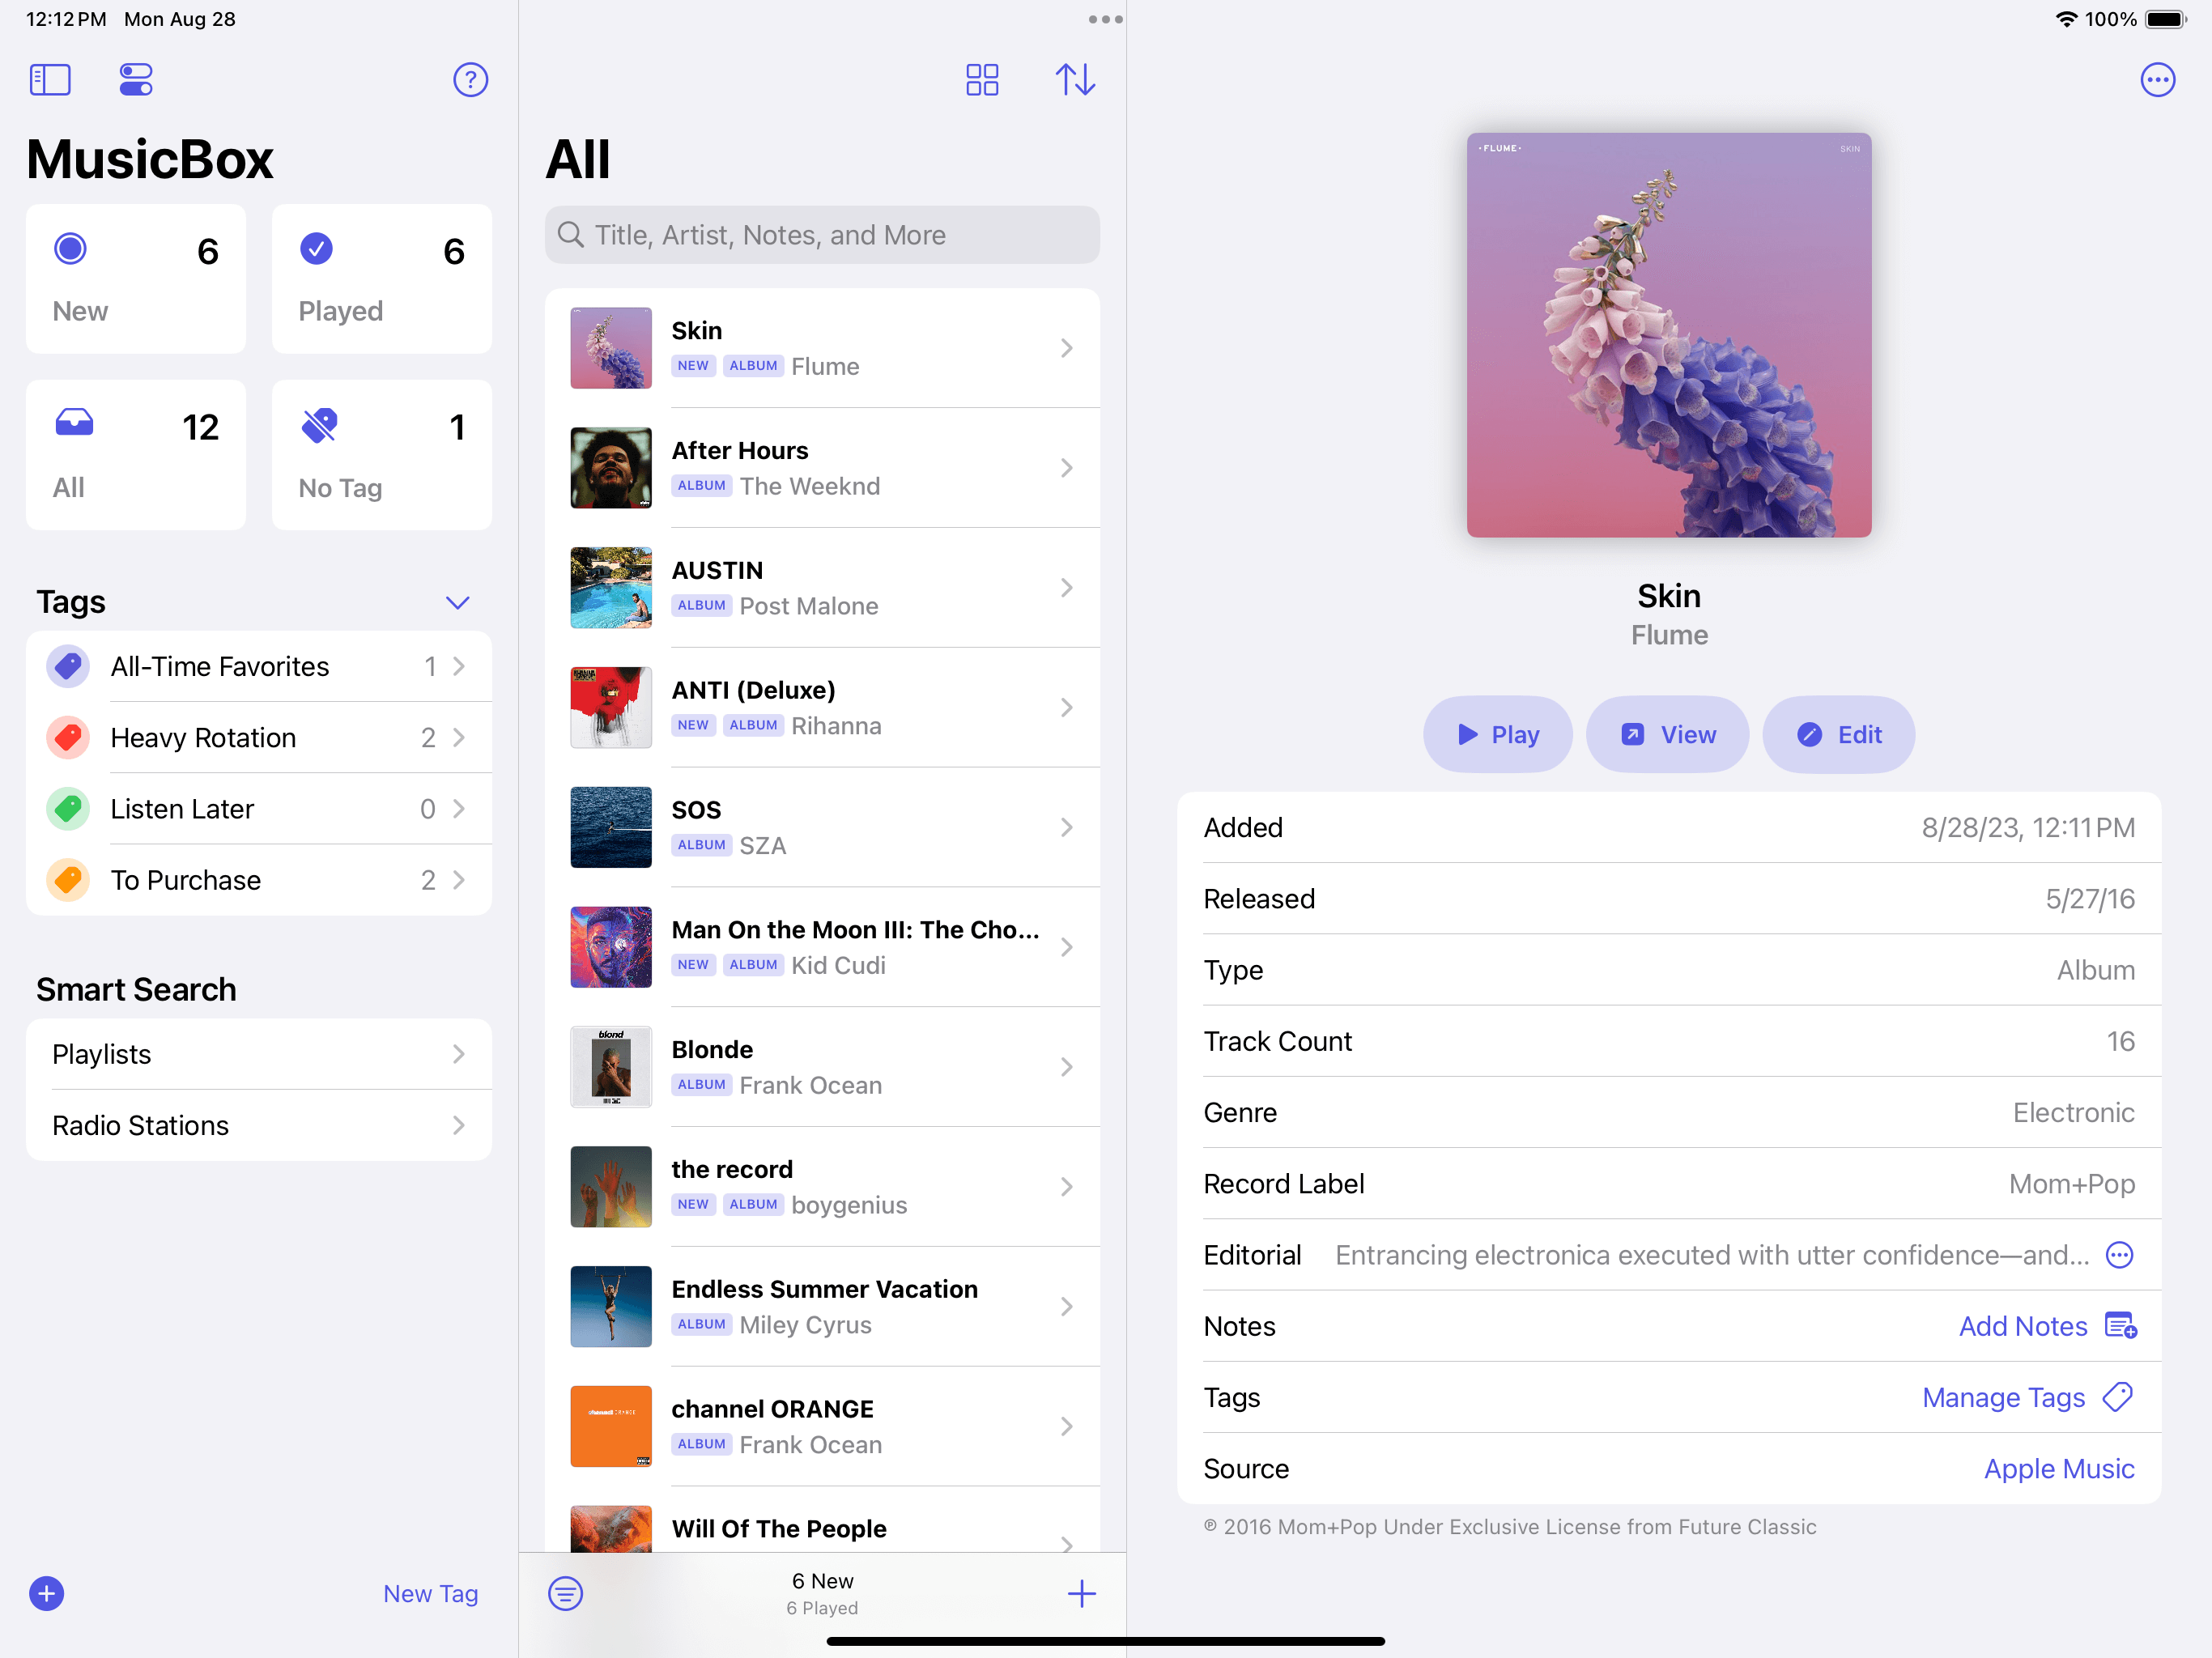 12:12 PM Mon Aug 28
100%
MusicBox
6
New
6
Played
12
All
1
No Tag
Tags
All-Time Favorites 1
Heavy Rotation 2
Listen Later 0
To Purchase 2
Smart Search
Playlists
Radio Stations
New Tag
All
Title, Artist, Notes, and More
Skin
NEW ALBUM Flume
After Hours
ALBUM The Weeknd
AUSTIN
ALBUM Post Malone
ANTI (Deluxe)
NEW ALBUM Rihanna
SOS
ALBUM SZA
Man On the Moon III: The Cho...
NEW ALBUM Kid Cudi
blond
Blonde
ALBUM Frank Ocean
the record
NEW ALBUM boygenius
Endless Summer Vacation
ALBUM Miley Cyrus
channel ORANGE
channel ORANGE
ALBUM Frank Ocean
Will Of The People
6 New
6 Played
·FLUME· SKIN
Skin
Flume
Play
View
Edit
Added 8/28/23, 12:11 PM
Released 5/27/16
Type Album
Track Count 16
Genre Electronic
Record Label Mom+Pop
Editorial Entrancing electronica executed with utter confidence—and...
Notes Add Notes
Tags Manage Tags
Source Apple Music
℗ 2016 Mom+Pop Under Exclusive License from Future Classic